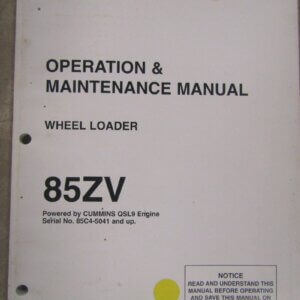 OPERATION &
MAINTENANCE MANUAL
WHEEL LOADER
85ZV
Powered by CUMMINS QSL9 Engine
Serial No. 85C4-5041 and up.
NOTICE
READ AND UNDERSTAND THIS
MANUAL BEFORE OPERATING
AND SAVE THIS MANUAL ON